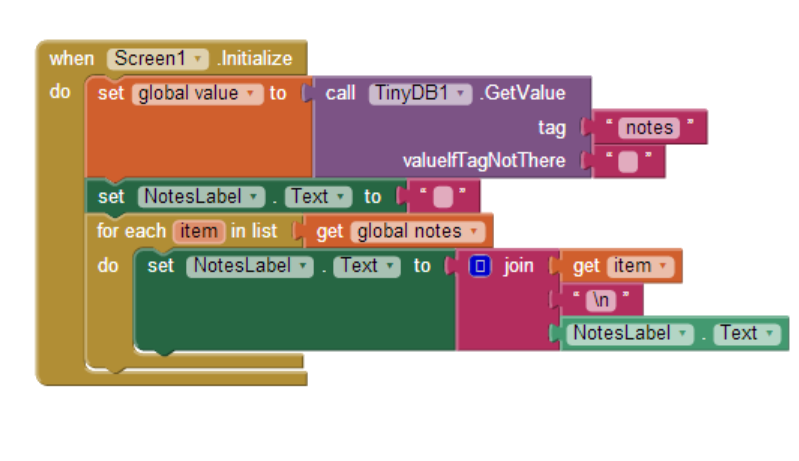 when Screen1 .Initialize
do set global value to call TinyDB1 .GetValue
tag " notes "
valueIfTagNotThere " "
set NotesLabel . Text to " "
for each item in list get global notes
do set NotesLabel . Text to join get item
" \n "
NotesLabel . Text